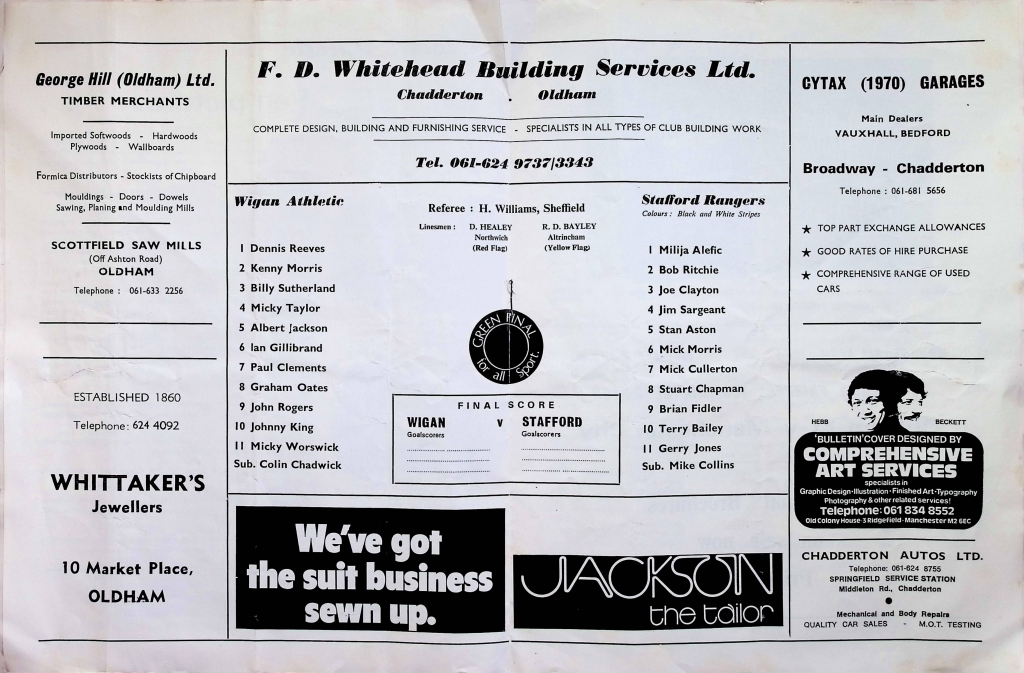 George Hill (Oldham) Ltd.
TIMBER MERCHANTS
Imported Softwoods - Hardwoods
Plywoods - Wallboards
Formica Distributors - Stockists of Chipboard
Mouldings - Doors - Dowels
Sawing, Planing and Moulding Mills
SCOTTFIELD SAW MILLS
(Off Ashton Road)
OLDHAM
Telephone : 061-633 2256
ESTABLISHED 1860
Telephone: 624 4092
WHITTAKER'S
Jewellers
10 Market Place,
OLDHAM
F. D. Whitehead Building Services Ltd.
Chadderton . Oldham
COMPLETE DESIGN, BUILDING AND FURNISHING SERVICE - SPECIALISTS IN ALL TYPES OF CLUB BUILDING WORK
Tel. 061-624 9737/3343
Wigan Athletic
1 Dennis Reeves
2 Kenny Morris
3 Billy Sutherland
4 Micky Taylor
5 Albert Jackson
6 Ian Gillibrand
7 Paul Clements
8 Graham Oates
9 John Rogers
10 Johnny King
11 Micky Worswick
Sub. Colin Chadwick
Referee : H. Williams, Sheffield
Linesmen : D. HEALEY R. D. BAYLEY
Northwich Altrincham
(Red Flag) (Yellow Flag)
GREEN FINAL
for all Sport.
FINAL SCORE
WIGAN v STAFFORD
Goalscorers Goalscorers
Stafford Rangers
Colours : Black and White Stripes
1 Milija Alefic
2 Bob Ritchie
3 Joe Clayton
4 Jim Sargeant
5 Stan Aston
6 Mick Morris
7 Mick Cullerton
8 Stuart Chapman
9 Brian Fidler
10 Terry Bailey
11 Gerry Jones
Sub. Mike Collins
We've got
the suit business
sewn up.
JACKSON
the tailor
CYTAX (1970) GARAGES
Main Dealers
VAUXHALL, BEDFORD
Broadway - Chadderton
Telephone : 061-681 5656
★ TOP PART EXCHANGE ALLOWANCES
★ GOOD RATES OF HIRE PURCHASE
★ COMPREHENSIVE RANGE OF USED
CARS
HEBB BECKETT
'BULLETIN' COVER DESIGNED BY
COMPREHENSIVE
ART SERVICES
specialists in
Graphic Design·Illustration·Finished Art·Typography
Photography & other related services!
Telephone: 061 834 8552
Old Colony House·3 Ridgefield·Manchester M2 6EC
CHADDERTON AUTOS LTD.
Telephone: 061-624 8755
SPRINGFIELD SERVICE STATION
Middleton Rd., Chadderton
Mechanical and Body Repairs
QUALITY CAR SALES - M.O.T. TESTING